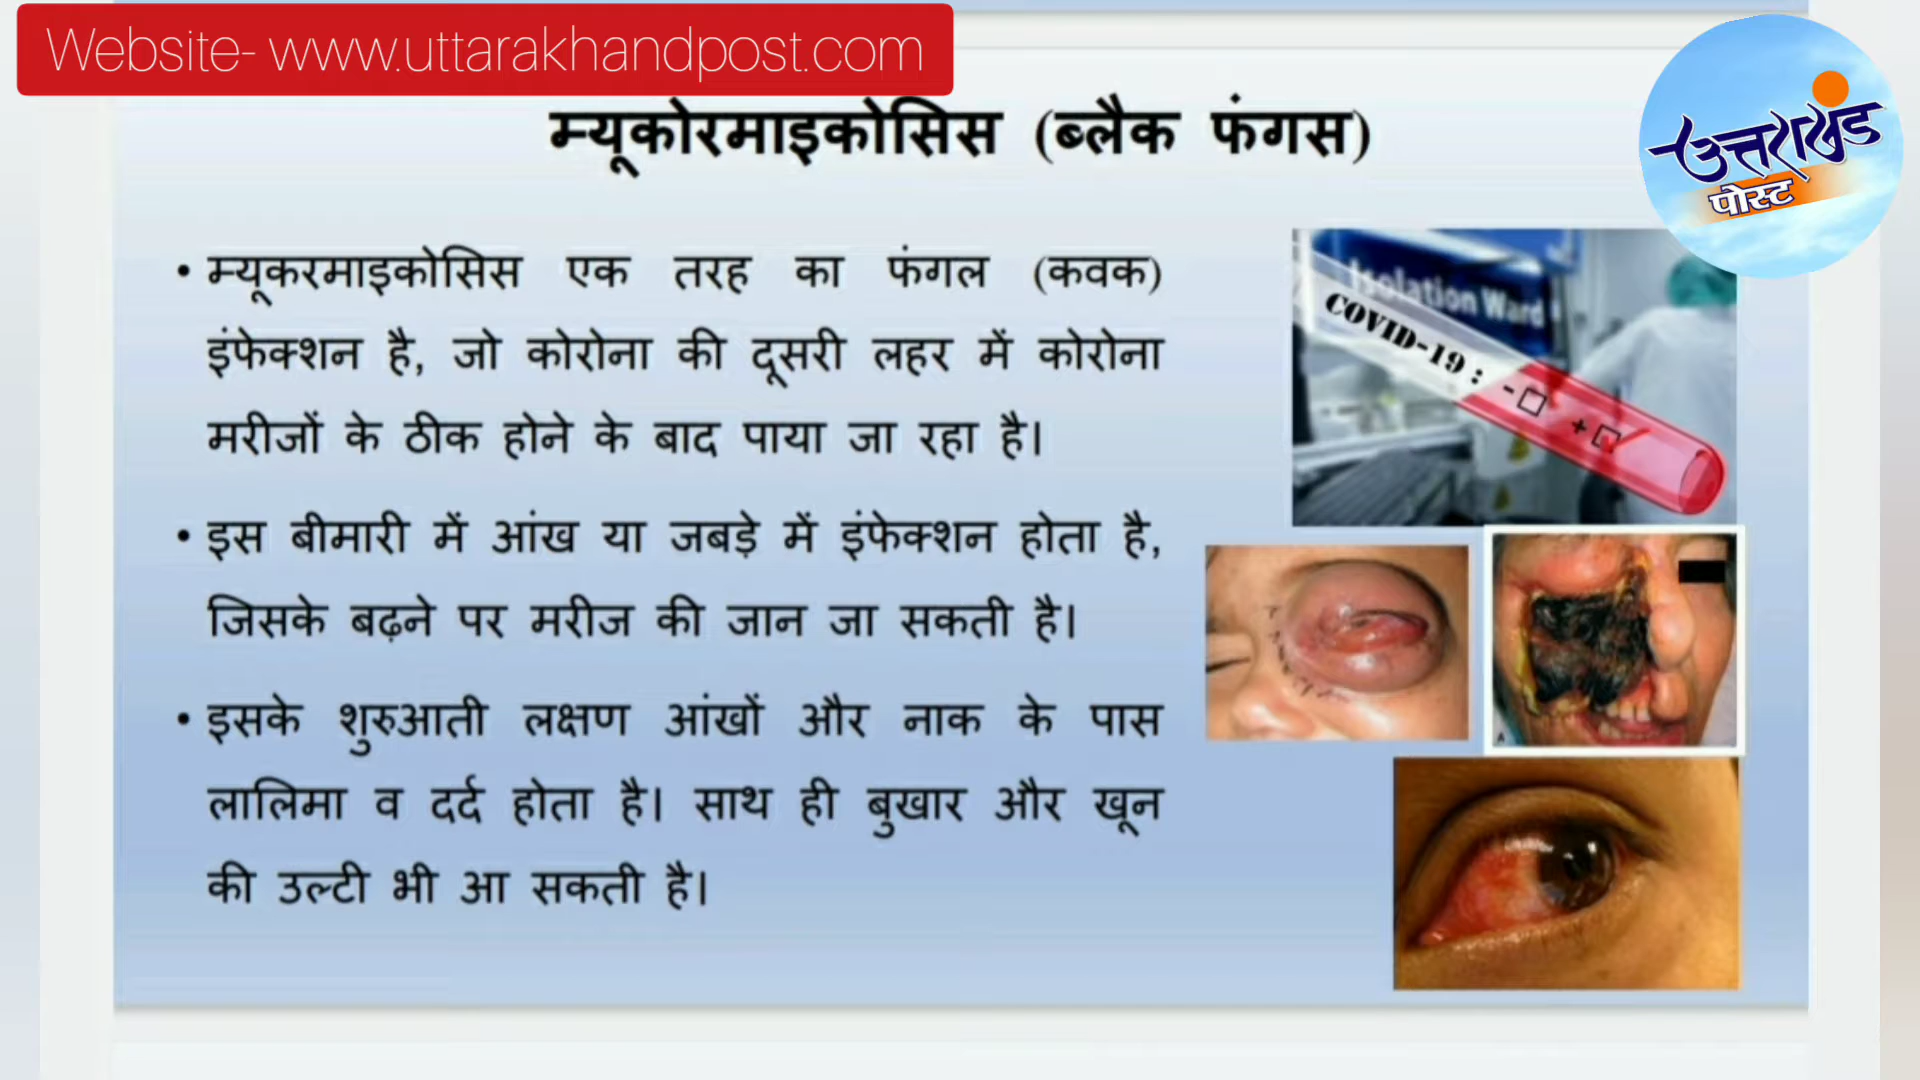 Website- www.uttarakhandpost.com
उत्तराखंड
पोस्ट
म्यूकोरमाइकोसिस (ब्लैक फंगस)
• म्यूकरमाइकोसिस एक तरह का फंगल (कवक)
इंफेक्शन है, जो कोरोना की दूसरी लहर में कोरोना
मरीजों के ठीक होने के बाद पाया जा रहा है।
• इस बीमारी में आंख या जबड़े में इंफेक्शन होता है,
जिसके बढ़ने पर मरीज की जान जा सकती है।
• इसके शुरुआती लक्षण आंखों और नाक के पास
लालिमा व दर्द होता है। साथ ही बुखार और खून
की उल्टी भी आ सकती है।
Isolation Ward
COVID-19 :
-
+
A